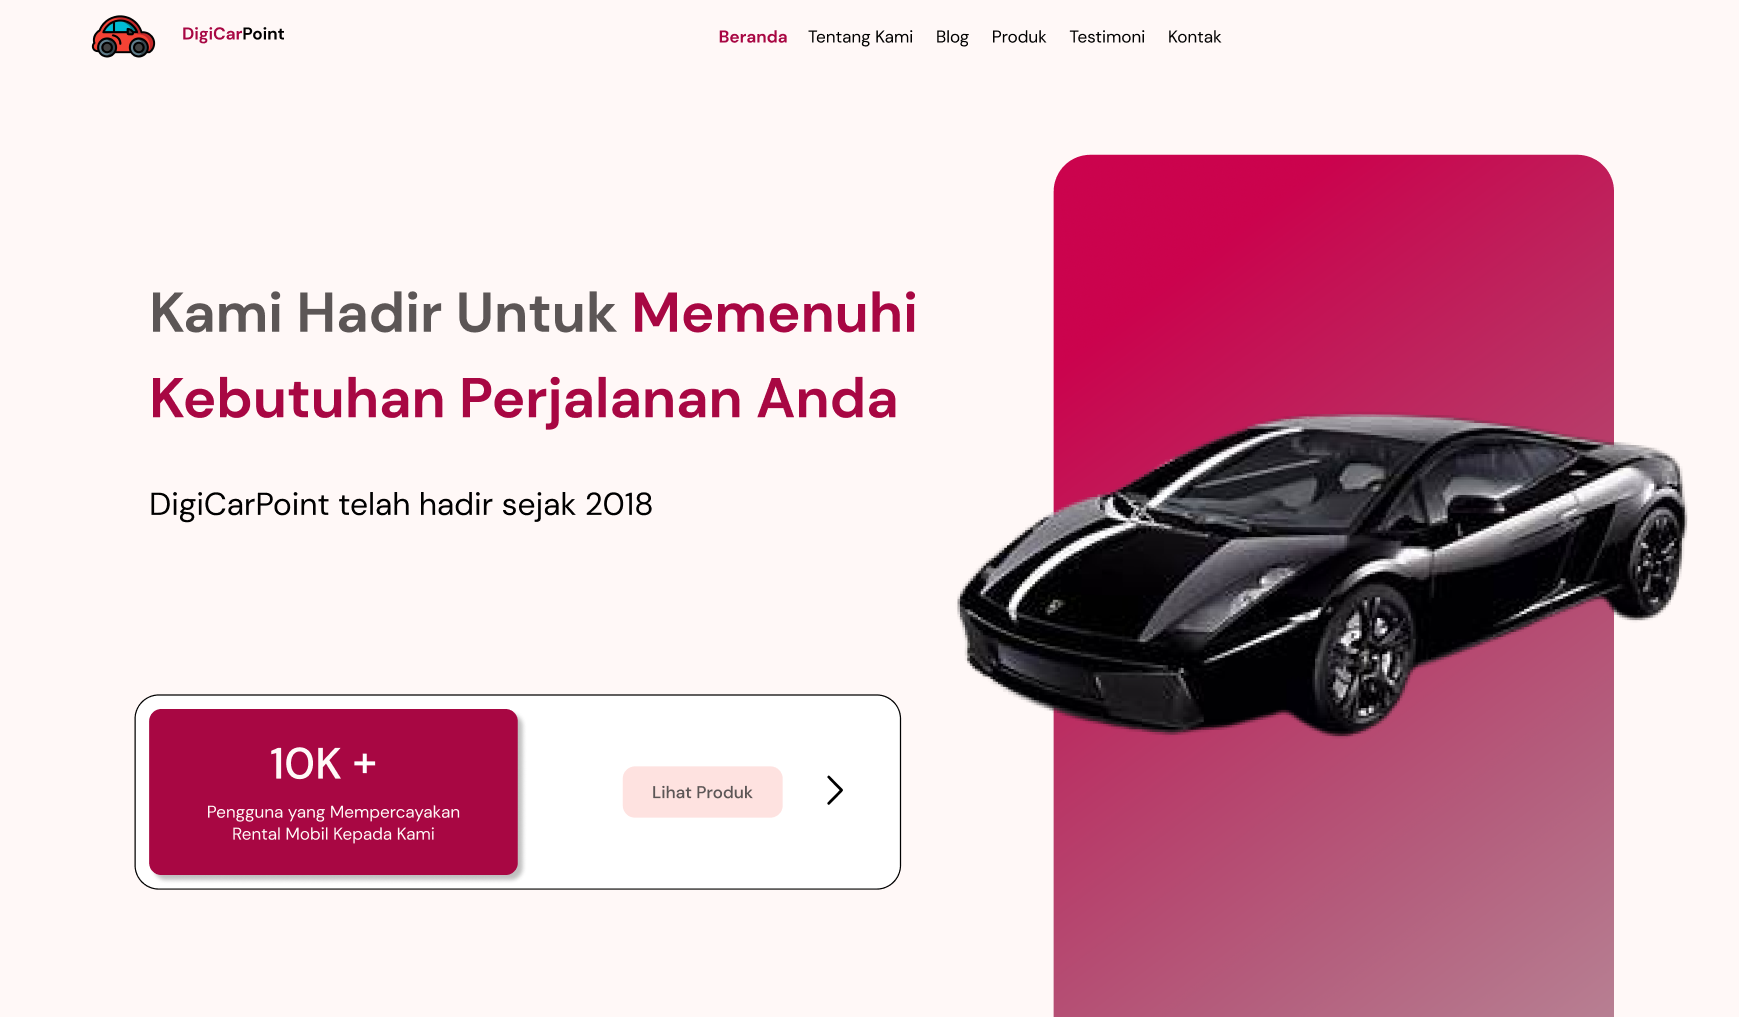 DigiCarPoint
Beranda Tentang Kami Blog Produk Testimoni Kontak
Kami Hadir Untuk Memenuhi
Kebutuhan Perjalanan Anda
DigiCarPoint telah hadir sejak 2018
10K +
Pengguna yang Mempercayakan
Rental Mobil Kepada Kami
Lihat Produk